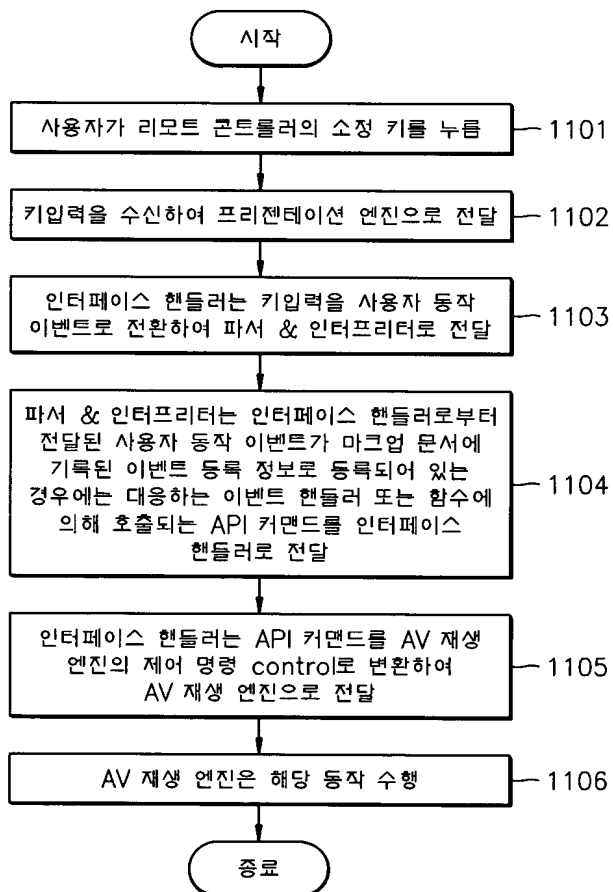 시작
사용자가 리모트 콘트롤러의 소정 키를 누름
1101
키입력을 수신하여 프리젠테이션 엔진으로 전달
1102
인터페이스 핸들러는 키입력을 사용자 동작
이벤트로 전환하여 파서 & 인터프리터로 전달
1103
파서 & 인터프리터는 인터페이스 핸들러로부터
전달된 사용자 동작 이벤트가 마크업 문서에
기록된 이벤트 등록 정보로 등록되어 있는
경우에는 대응하는 이벤트 핸들러 또는 함수에
의해 호출되는 API 커맨드를 인터페이스
핸들러로 전달
1104
인터페이스 핸들러는 API 커맨드를 AV 재생
엔진의 제어 명령 control로 변환하여
AV 재생 엔진으로 전달
1105
AV 재생 엔진은 해당 동작 수행
1106
종료